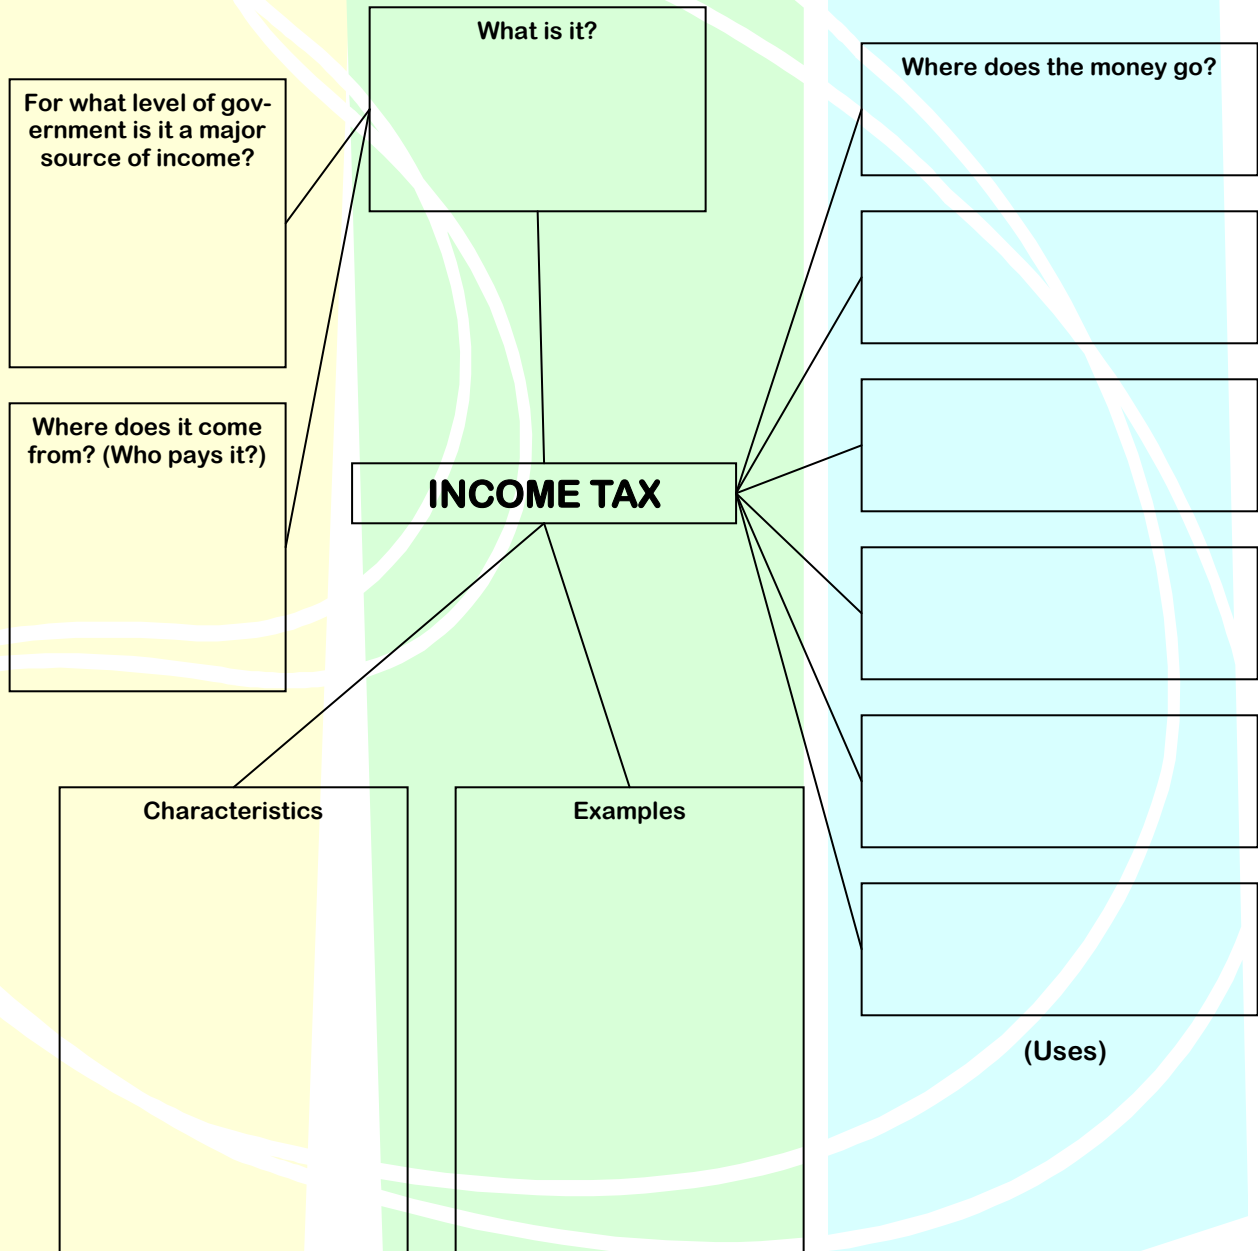 What is it?
Where does the money go?
For what level of gov-
ernment is it a major
source of income?
Where does it come
from? (Who pays it?)
INCOME TAX
Characteristics
Examples
(Uses)